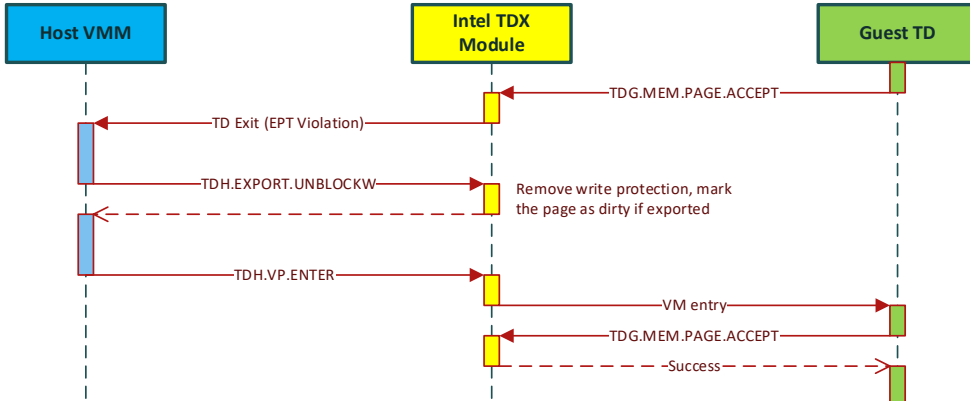 Host VMM
Intel TDX
Module
Guest TD
TDG.MEM.PAGE.ACCEPT
TD Exit (EPT Violation)
TDH.EXPORT.UNBLOCKW
Remove write protection, mark
the page as dirty if exported
TDH.VP.ENTER
VM entry
TDG.MEM.PAGE.ACCEPT
Success